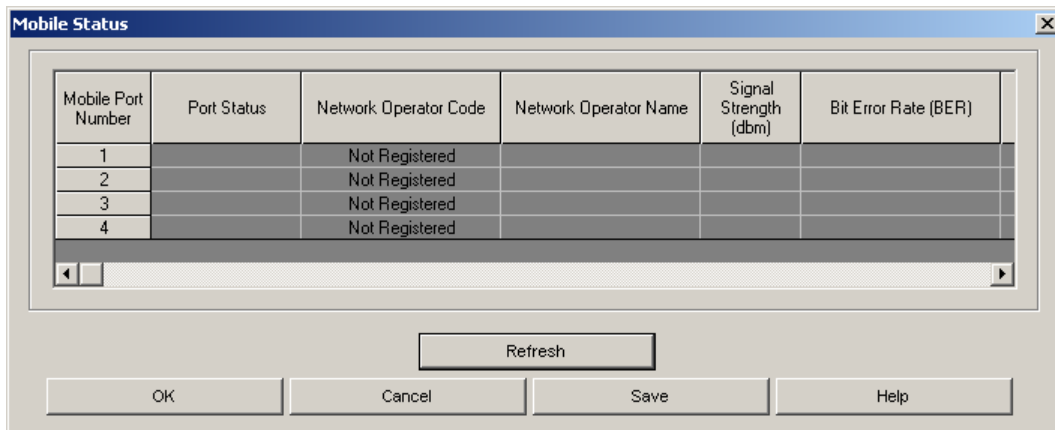 Mobile Status
Mobile Port Number Port Status Network Operator Code Network Operator Name Signal Strength (dbm) Bit Error Rate (BER)
1 Not Registered
2 Not Registered
3 Not Registered
4 Not Registered
Refresh
OK Cancel Save Help